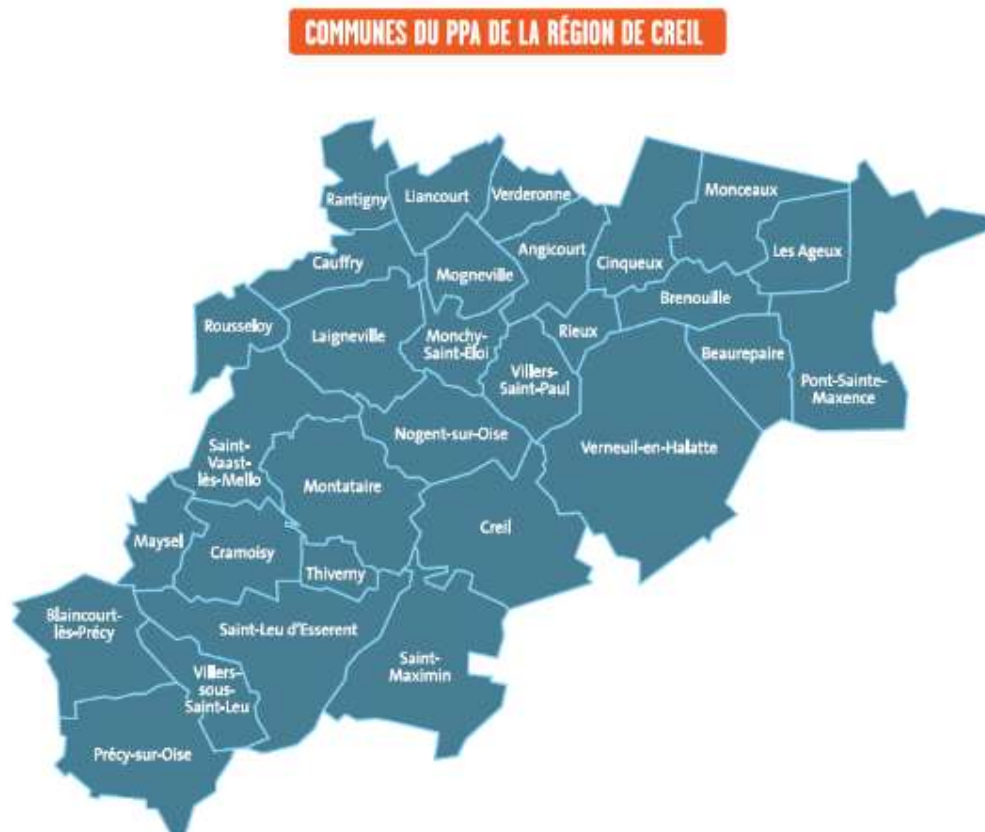 COMMUNES DU PPA DE LA RÉGION DE CREIL
Rantigny
Liancourt
Verderonne
Monceaux
Angicourt
Les Ageux
Cauffry
Mogneville
Cinqueux
Brenouille
Rousseloy
Laigneville
Monchy-
Saint-Éloi
Rieux
Beaurepaire
Villers-
Saint-Paul
Pont-Sainte-
Maxence
Nogent-sur-Oise
Verneuil-en-Halatte
Saint-
Vaast-
lès-Mello
Montataire
Creil
Maysel
Cramoisy
Thiverny
Blaincourt-
lès-Précy
Saint-Leu d'Esserent
Saint-
Maximin
Villers-
sous-
Saint-Leu
Précy-sur-Oise